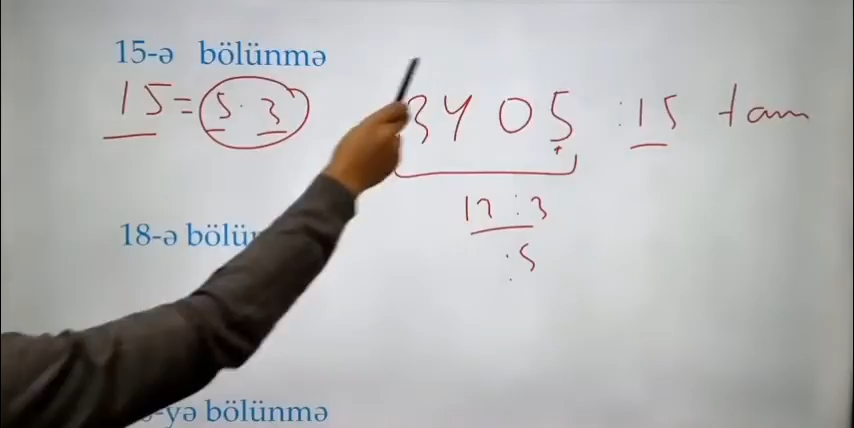 15-ə bölünmə
15 = 5 · 3
3405 : 15 tam
12 : 3
: 5
18-ə bölü
-yə bölünmə